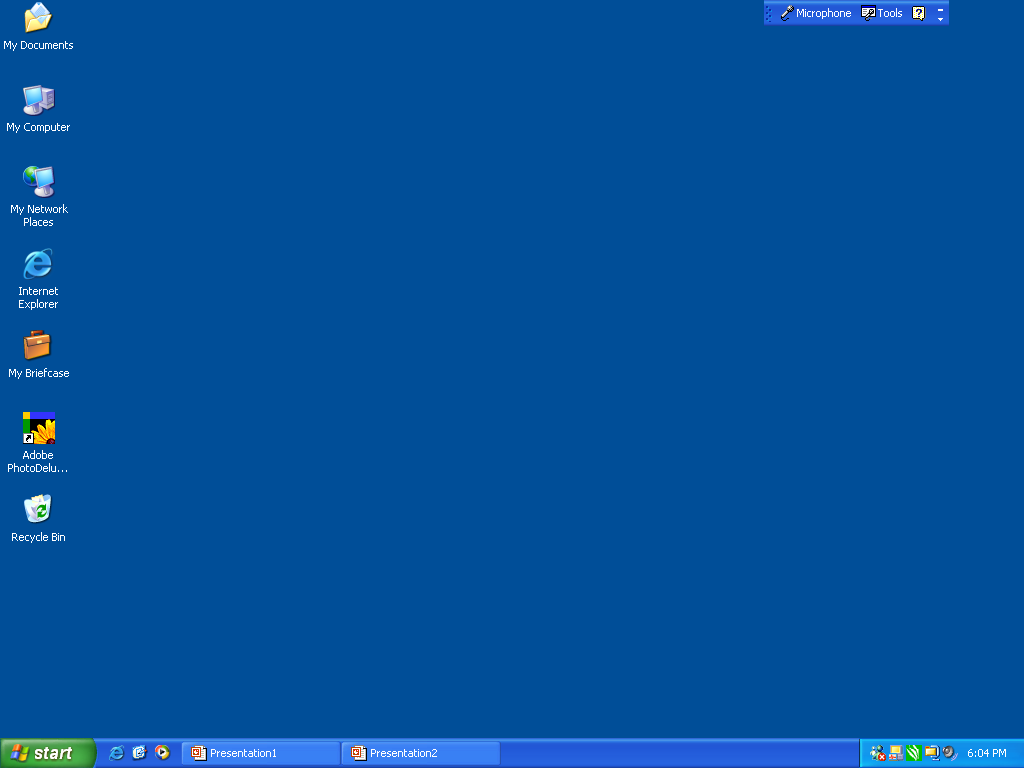 My Documents
Microphone Tools
My Computer
My Network
Places
Internet
Explorer
My Briefcase
Adobe
PhotoDelu...
Recycle Bin
start Presentation1 Presentation2 6:04 PM